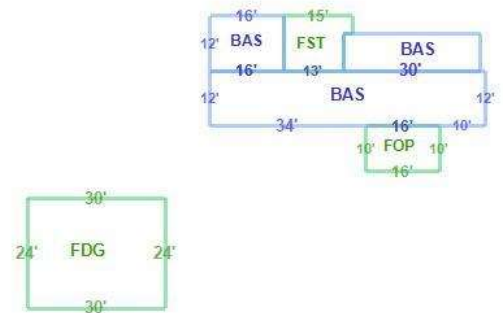 16' 15'
12' BAS FST BAS
16' 13' 30'
12' BAS 12'
34' 16' 10'
10' FOP 10'
16'
30'
24' FDG 24'
30'